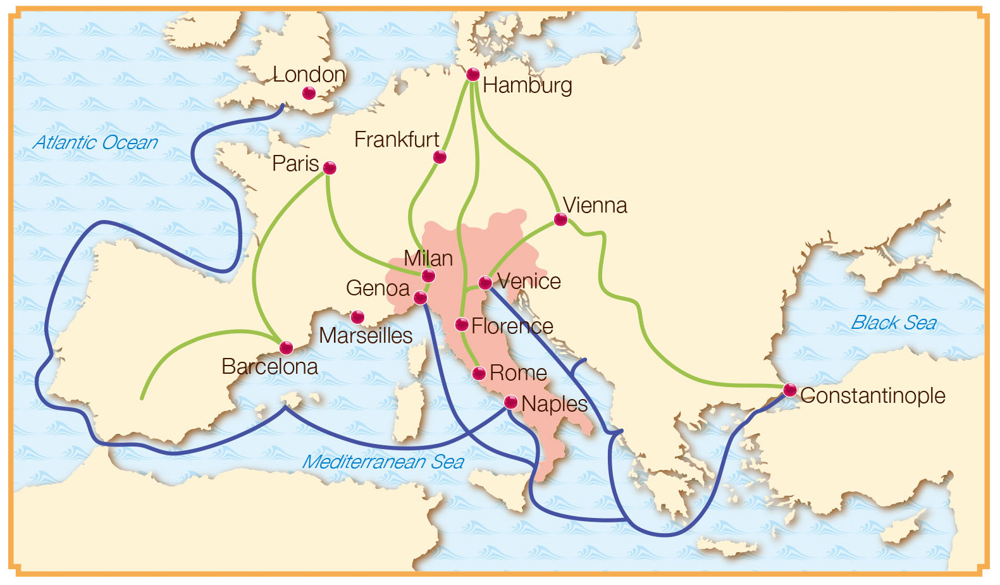 London
Hamburg
Atlantic Ocean
Frankfurt
Paris
Vienna
Milan
Genoa
Venice
Marseilles
Florence
Black Sea
Barcelona
Rome
Naples
Constantinople
Mediterranean Sea